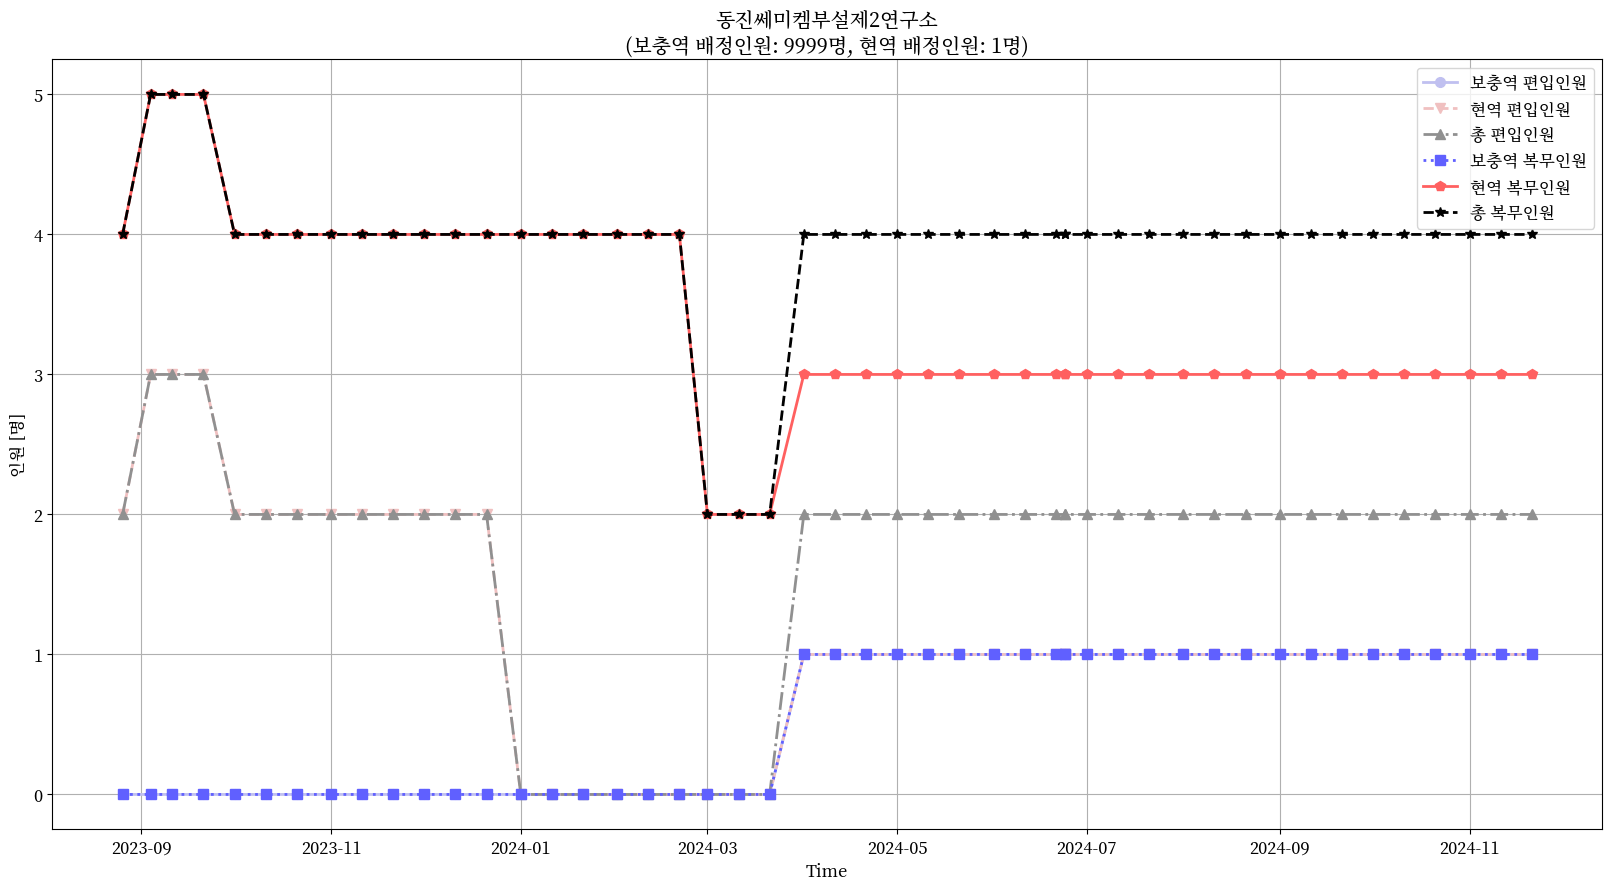 동진쎄미켐부설제2연구소
(보충역 배정인원: 9999명, 현역 배정인원: 1명)
보충역 편입인원
현역 편입인원
총 편입인원
보충역 복무인원
현역 복무인원
총 복무인원
인원 [명]
5
4
3
2
1
0
2023-09
2023-11
2024-01
2024-03
2024-05
2024-07
2024-09
2024-11
Time